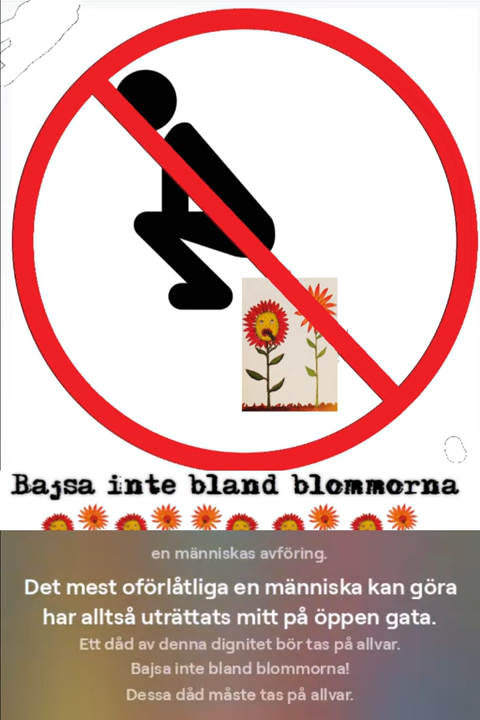 Bajsa inte bland blommorna
en människas avföring.
Det mest oförlåtliga en människa kan göra
har alltså uträttats mitt på öppen gata.
Ett dåd av denna dignitet bör tas på allvar.
Bajsa inte bland blommorna!
Dessa dåd måste tas på allvar.